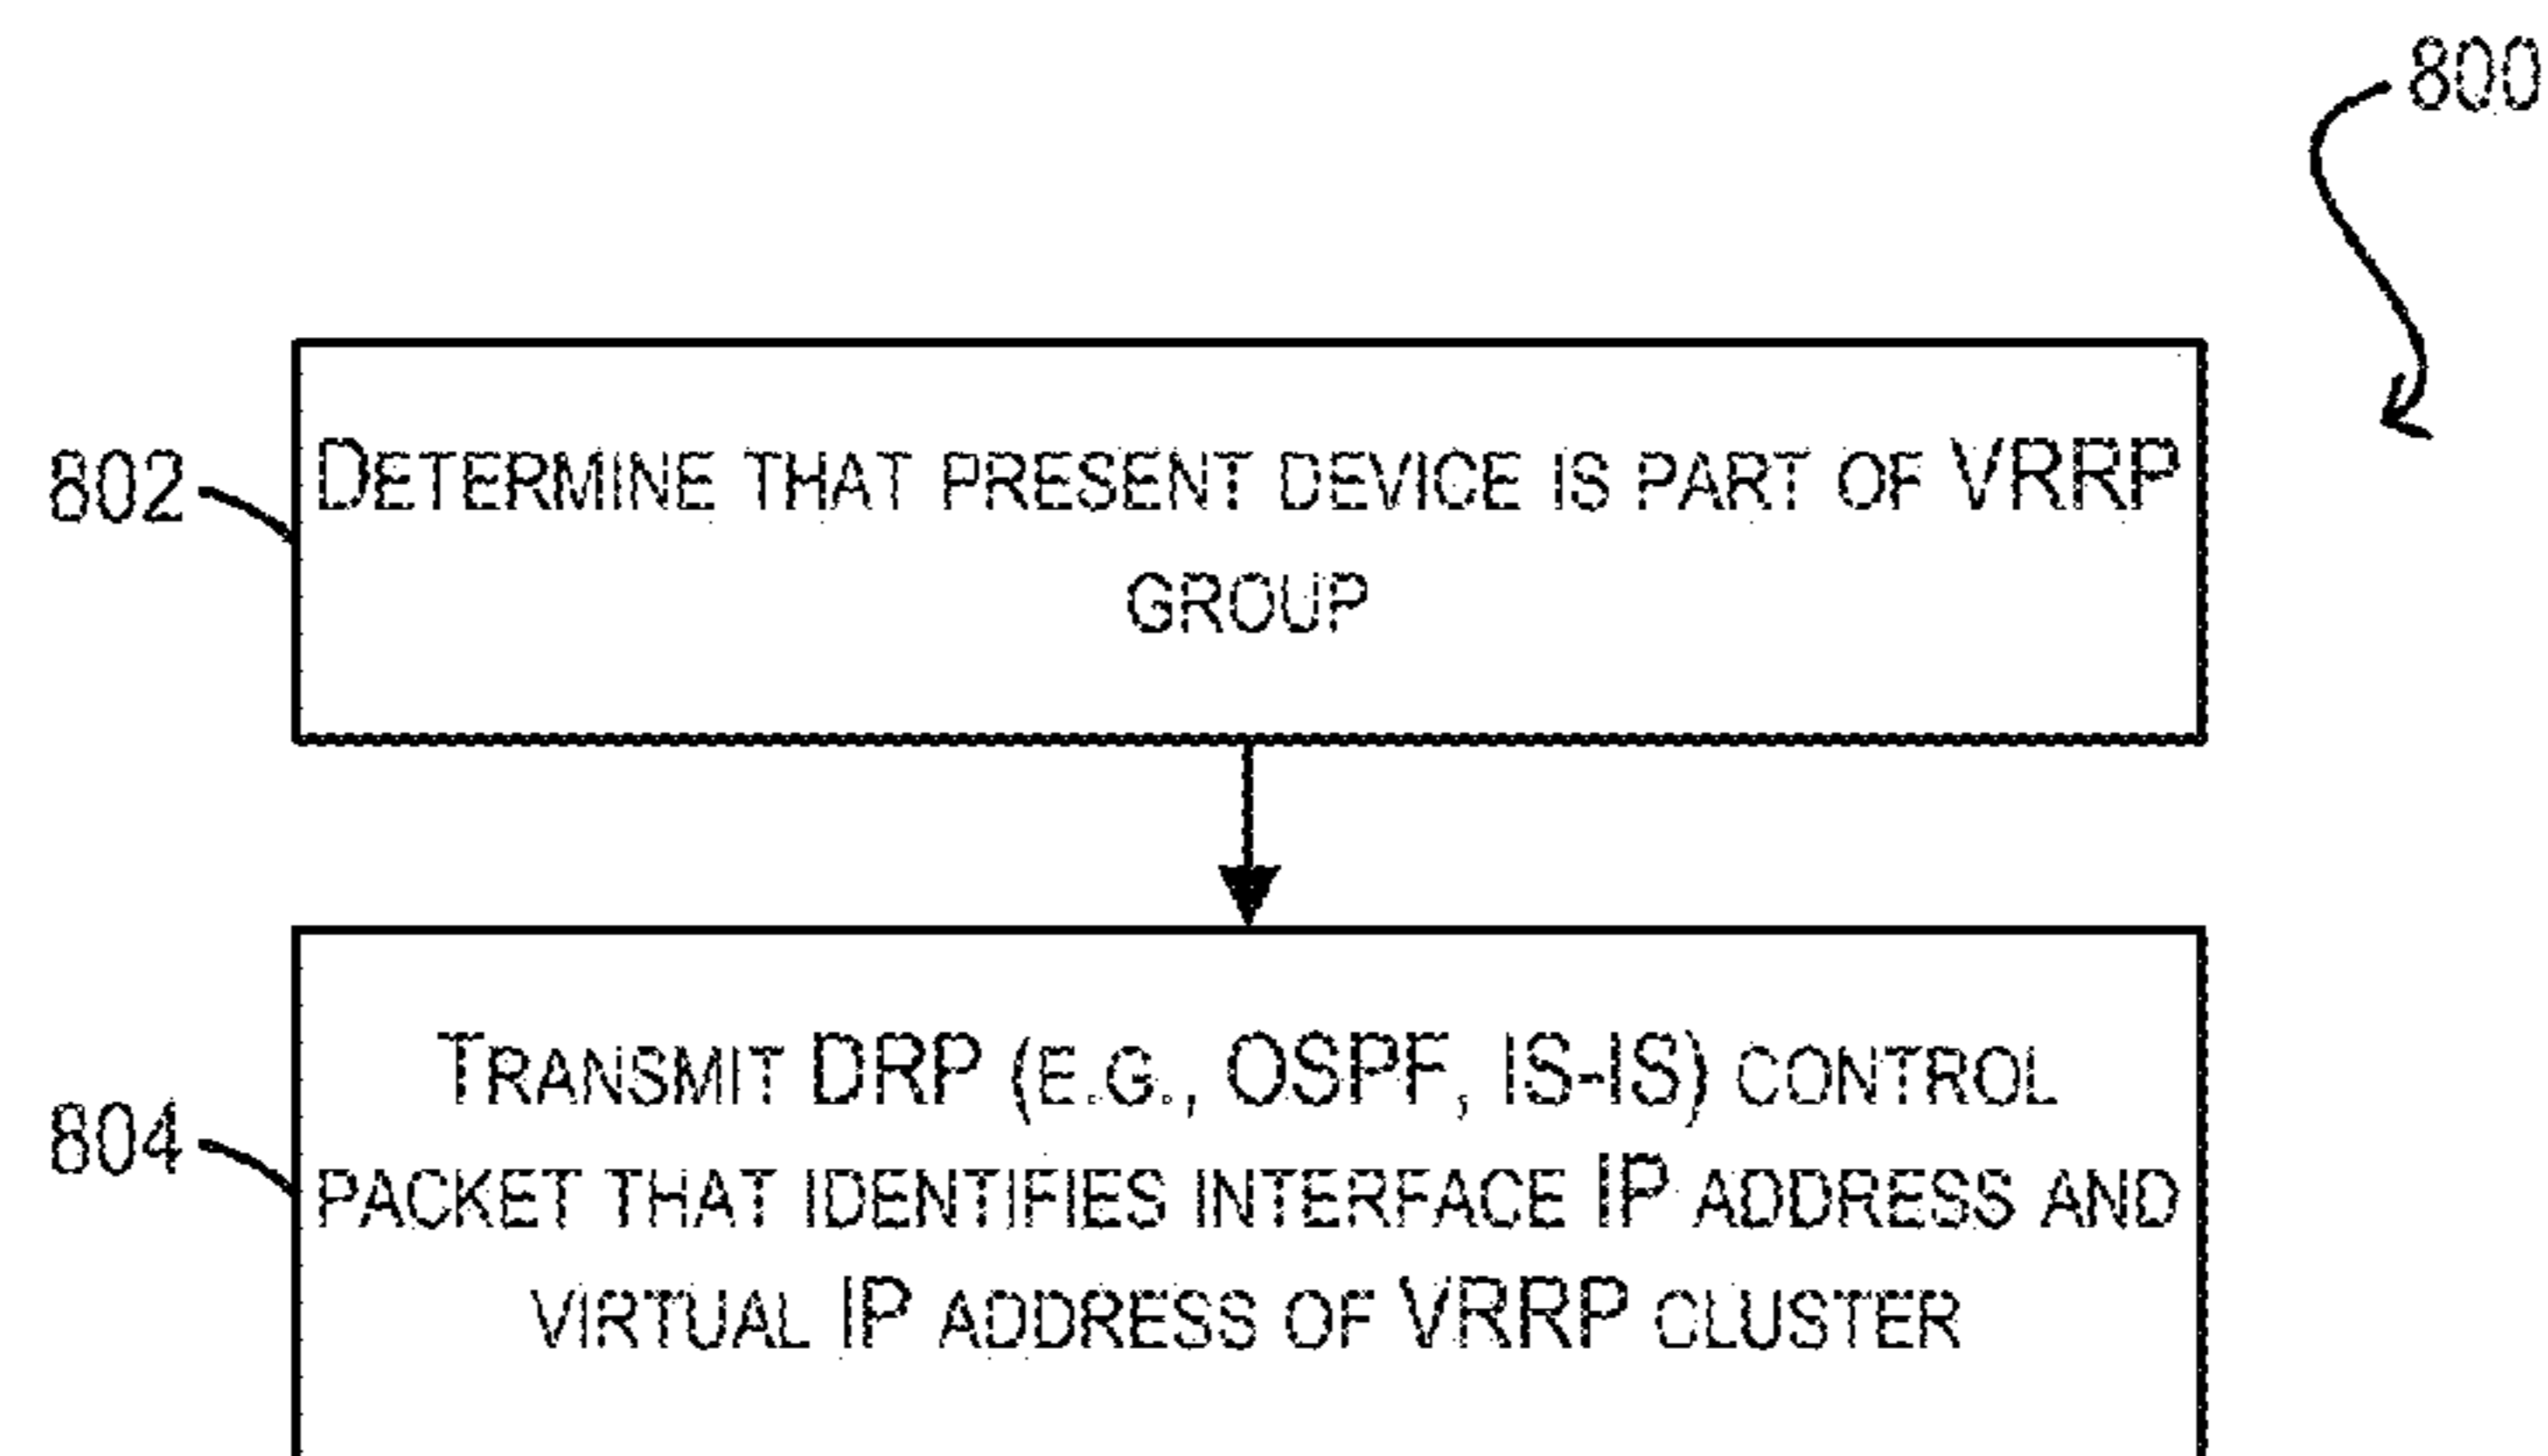 800
802
DETERMINE THAT PRESENT DEVICE IS PART OF VRRP
GROUP
804
TRANSMIT DRP (E.G., OSPF, IS-IS) CONTROL
PACKET THAT IDENTIFIES INTERFACE IP ADDRESS AND
VIRTUAL IP ADDRESS OF VRRP CLUSTER